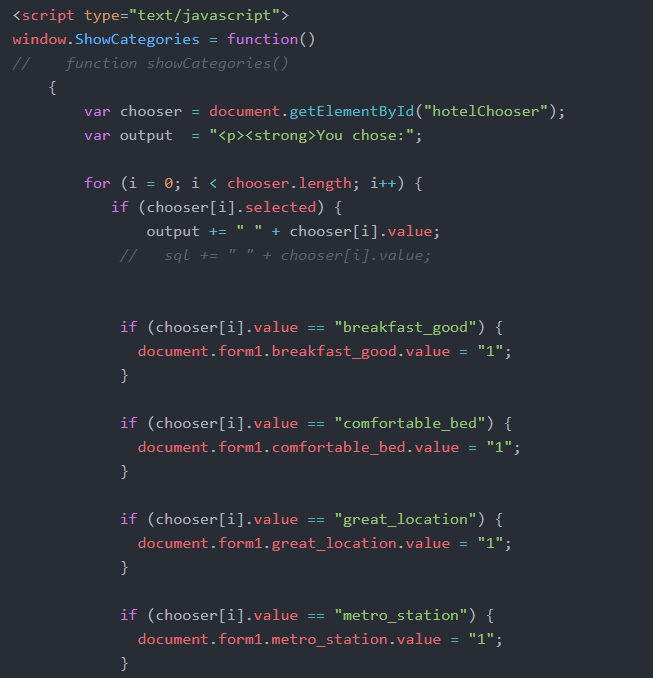 <script type="text/javascript">
window.ShowCategories = function()
//    function showCategories()
    {
        var chooser = document.getElementById("hotelChooser");
        var output  = "<p><strong>You chose:";
        for (i = 0; i < chooser.length; i++) {
           if (chooser[i].selected) {
               output += " " + chooser[i].value;
            //   sql += " " + chooser[i].value;
            if (chooser[i].value == "breakfast_good") {
              document.form1.breakfast_good.value = "1";
            }
            if (chooser[i].value == "comfortable_bed") {
              document.form1.comfortable_bed.value = "1";
            }
            if (chooser[i].value == "great_location") {
              document.form1.great_location.value = "1";
            }
            if (chooser[i].value == "metro_station") {
              document.form1.metro_station.value = "1";
            }